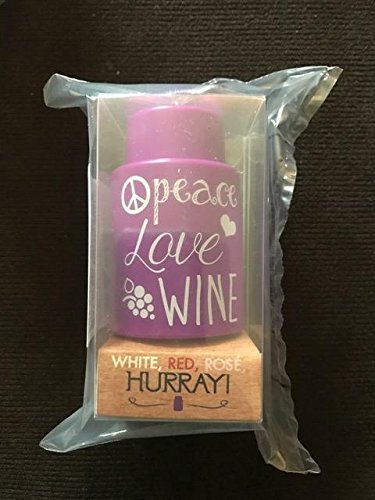 peace
Love
WINE
WHITE, RED, ROSÉ,
HURRAY!